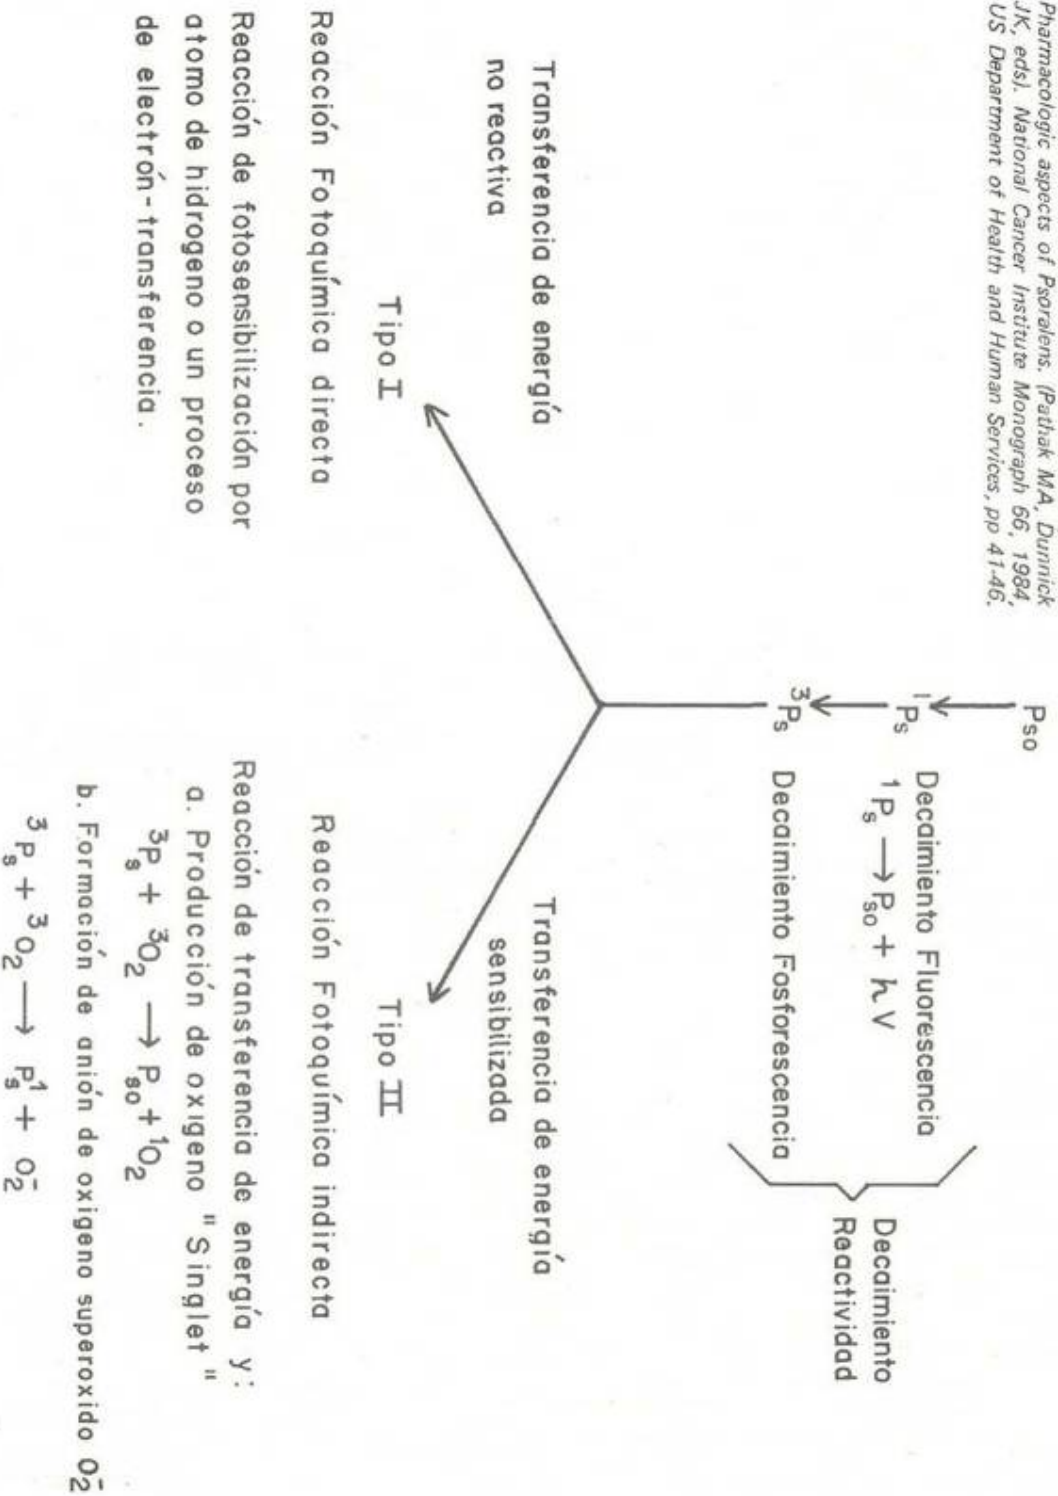 Pharmacologic aspects of Psoralens. (Pathak MA, Dunnick
JK, eds). National Cancer Institute Monograph 66, 1984,
US Department of Health and Human Services, pp 41-46.
Pso
¹Ps
Decaimiento Fluorescencia
¹Ps → Pso + hV
³Ps
Decaimiento Fosforescencia
Decaimiento
Reactividad
Transferencia de energía
no reactiva
Tipo I
Reacción Fotoquímica directa
Reacción de fotosensibilización por
atomo de hidrogeno o un proceso
de electrón-transferencia.
Transferencia de energía
sensibilizada
Tipo II
Reacción Fotoquímica indirecta
Reacción de transferencia de energía y:
a. Producción de oxigeno "Singlet"
³Ps + ³O₂ → Pso + ¹O₂
b. Formación de anión de oxigeno superoxido O₂⁻
³Ps + ³O₂ → Ps¹ + O₂⁻